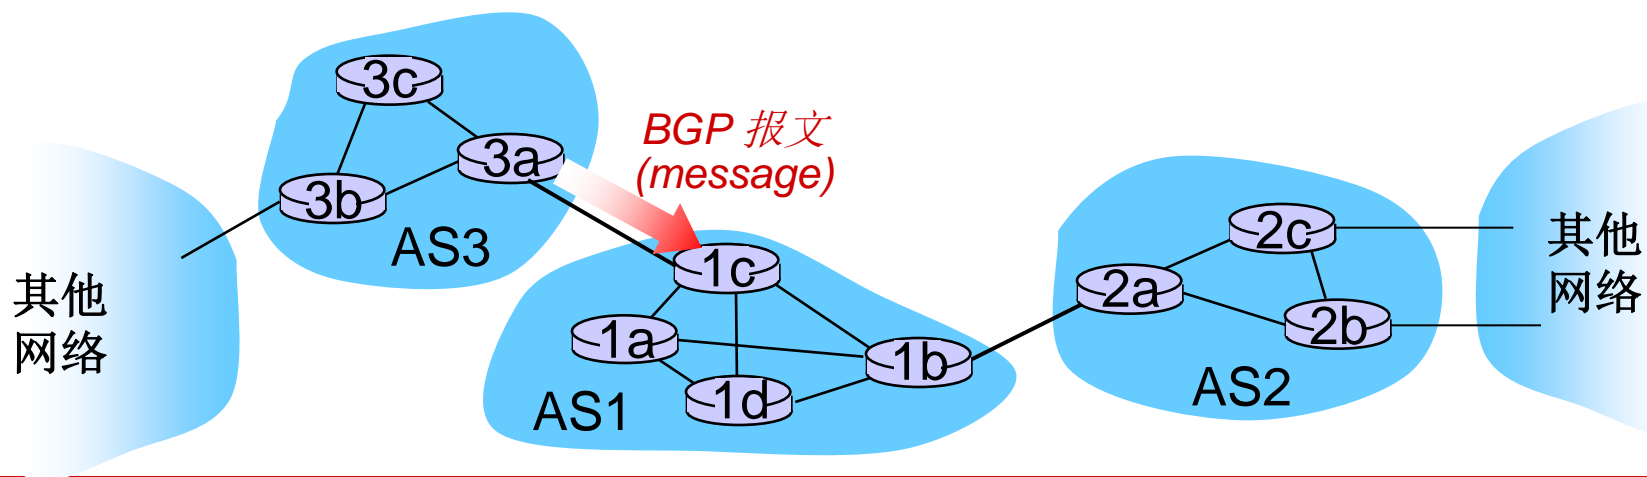 3c
BGP 报文
(message)
3a
3b
AS3
2c
其他
网络
1c
2a
其他
网络
2b
1a
1b
AS2
1d
AS1